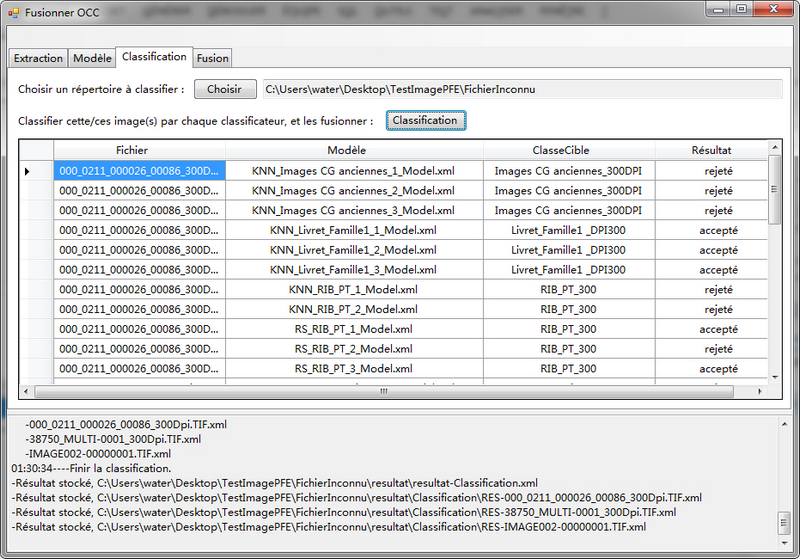 Fusionner OCC
Extraction Modèle Classification Fusion
Choisir un répertoire à classifier : Choisir C:\Users\water\Desktop\TestImagePFE\FichierInconnu
Classifier cette/ces image(s) par chaque classificateur, et les fusionner : Classification
Fichier Modèle ClasseCible Résultat
000_0211_000026_00086_300D... KNN_Images CG anciennes_1_Model.xml Images CG anciennes_300DPI rejeté
000_0211_000026_00086_300D... KNN_Images CG anciennes_2_Model.xml Images CG anciennes_300DPI rejeté
000_0211_000026_00086_300D... KNN_Images CG anciennes_3_Model.xml Images CG anciennes_300DPI rejeté
000_0211_000026_00086_300D... KNN_Livret_Famille1_1_Model.xml Livret_Famille1 _DPI300 accepté
000_0211_000026_00086_300D... KNN_Livret_Famille1_2_Model.xml Livret_Famille1 _DPI300 accepté
000_0211_000026_00086_300D... KNN_Livret_Famille1_3_Model.xml Livret_Famille1 _DPI300 accepté
000_0211_000026_00086_300D... KNN_RIB_PT_1_Model.xml RIB_PT_300 rejeté
000_0211_000026_00086_300D... KNN_RIB_PT_2_Model.xml RIB_PT_300 rejeté
000_0211_000026_00086_300D... RS_RIB_PT_1_Model.xml RIB_PT_300 accepté
000_0211_000026_00086_300D... RS_RIB_PT_2_Model.xml RIB_PT_300 rejeté
000_0211_000026_00086_300D... RS_RIB_PT_3_Model.xml RIB_PT_300 accepté
-000_0211_000026_00086_300Dpi.TIF.xml
-38750_MULTI-0001_300Dpi.TIF.xml
-IMAGE002-00000001.TIF.xml
01:30:34----Finir la classification.
-Résultat stocké, C:\Users\water\Desktop\TestImagePFE\FichierInconnu\resultat\resultat-Classification.xml
-Résultat stocké, C:\Users\water\Desktop\TestImagePFE\FichierInconnu\resultat\Classification\RES-000_0211_000026_00086_300Dpi.TIF.xml
-Résultat stocké, C:\Users\water\Desktop\TestImagePFE\FichierInconnu\resultat\Classification\RES-38750_MULTI-0001_300Dpi.TIF.xml
-Résultat stocké, C:\Users\water\Desktop\TestImagePFE\FichierInconnu\resultat\Classification\RES-IMAGE002-00000001.TIF.xml